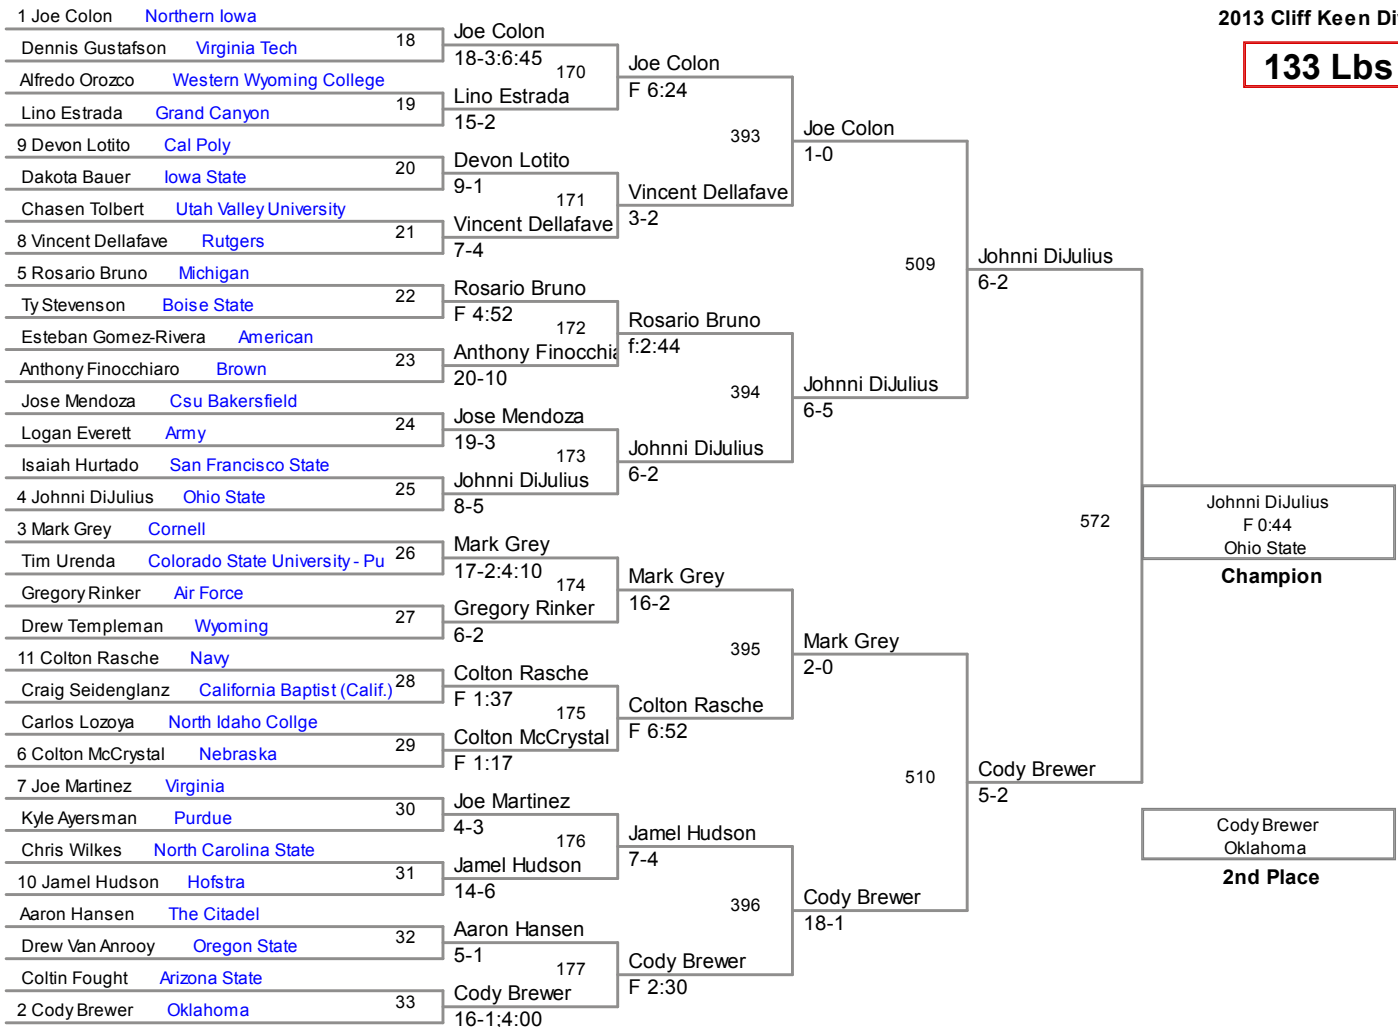 2013 Cliff Keen Di
133 Lbs
1 Joe Colon Northern Iowa
Dennis Gustafson Virginia Tech
Alfredo Orozco Western Wyoming College
Lino Estrada Grand Canyon
9 Devon Lotito Cal Poly
Dakota Bauer Iowa State
Chasen Tolbert Utah Valley University
8 Vincent Dellafave Rutgers
5 Rosario Bruno Michigan
Ty Stevenson Boise State
Esteban Gomez-Rivera American
Anthony Finocchiaro Brown
Jose Mendoza Csu Bakersfield
Logan Everett Army
Isaiah Hurtado San Francisco State
4 Johnni DiJulius Ohio State
3 Mark Grey Cornell
Tim Urenda Colorado State University - Pu
Gregory Rinker Air Force
Drew Templeman Wyoming
11 Colton Rasche Navy
Craig Seidenglanz California Baptist (Calif.)
Carlos Lozoya North Idaho Collge
6 Colton McCrystal Nebraska
7 Joe Martinez Virginia
Kyle Ayersman Purdue
Chris Wilkes North Carolina State
10 Jamel Hudson Hofstra
Aaron Hansen The Citadel
Drew Van Anrooy Oregon State
Coltin Fought Arizona State
2 Cody Brewer Oklahoma
18
19
20
21
22
23
24
25
26
27
28
29
30
31
32
33
Joe Colon
18-3:6:45
Lino Estrada
15-2
Devon Lotito
9-1
Vincent Dellafave
7-4
Rosario Bruno
F 4:52
Anthony Finocchia
20-10
Jose Mendoza
19-3
Johnni DiJulius
8-5
Mark Grey
17-2:4:10
Gregory Rinker
6-2
Colton Rasche
F 1:37
Colton McCrystal
F 1:17
Joe Martinez
4-3
Jamel Hudson
14-6
Aaron Hansen
5-1
Cody Brewer
16-1;4:00
170
171
172
173
174
175
176
177
Joe Colon
F 6:24
Vincent Dellafave
3-2
Rosario Bruno
f:2:44
Johnni DiJulius
6-2
Mark Grey
16-2
Colton Rasche
F 6:52
Jamel Hudson
7-4
Cody Brewer
F 2:30
393
394
395
396
Joe Colon
1-0
Johnni DiJulius
6-5
Mark Grey
2-0
Cody Brewer
18-1
509
510
Johnni DiJulius
6-2
Cody Brewer
5-2
572
Johnni DiJulius
F 0:44
Ohio State
Champion
Cody Brewer
Oklahoma
2nd Place